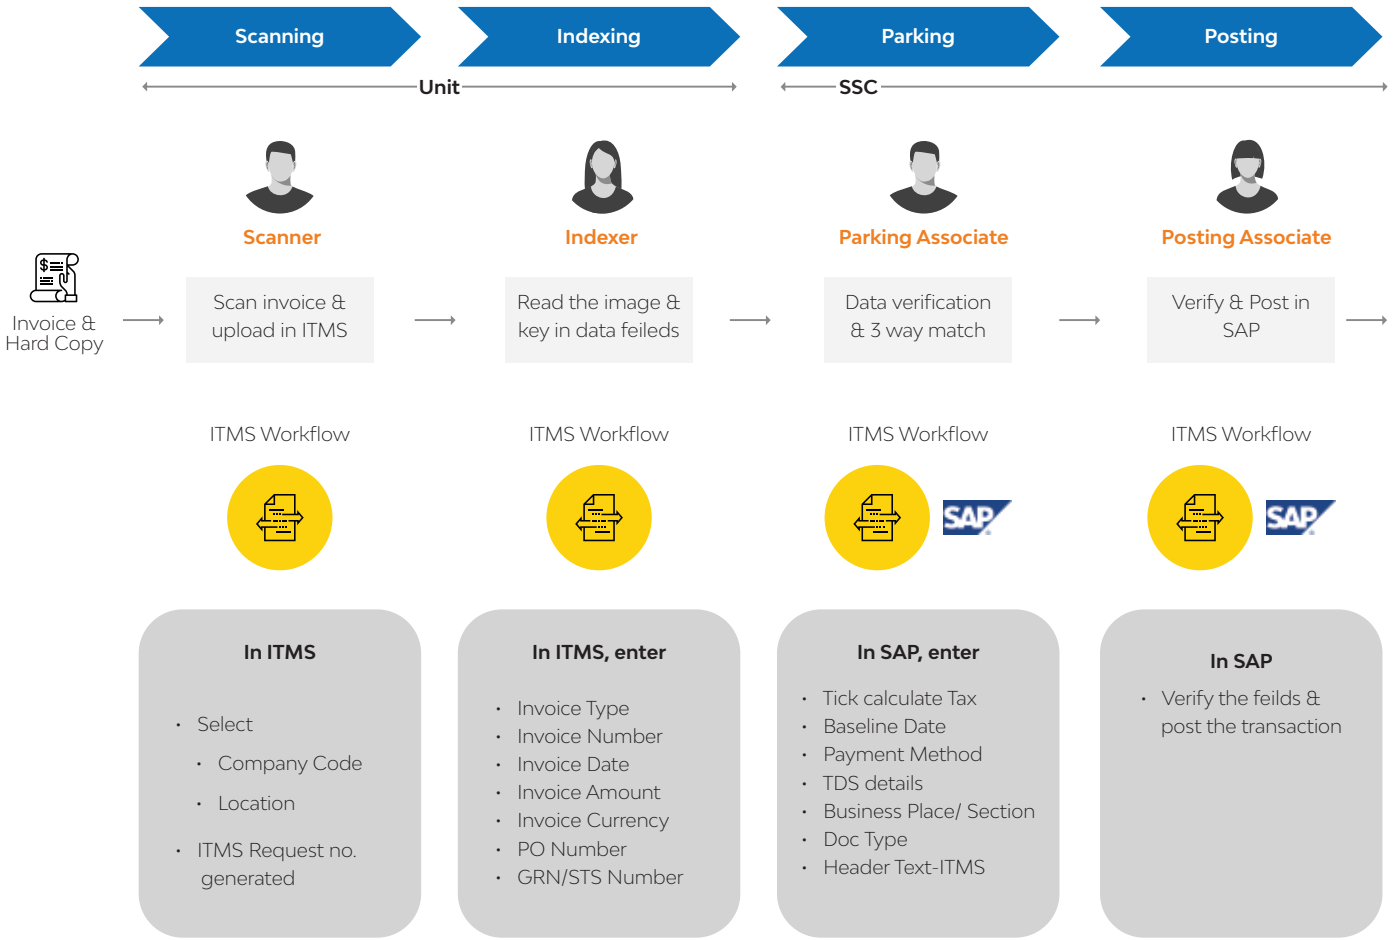 Scanning
Indexing
Parking
Posting
Unit
SSC
Scanner
Indexer
Parking Associate
Posting Associate
Invoice &
Hard Copy
Scan invoice &
upload in ITMS
Read the image &
key in data feileds
Data verification
& 3 way match
Verify & Post in
SAP
ITMS Workflow
ITMS Workflow
ITMS Workflow
ITMS Workflow
SAP
SAP
In ITMS
• Select
• Company Code
• Location
• ITMS Request no.
generated
In ITMS, enter
• Invoice Type
• Invoice Number
• Invoice Date
• Invoice Amount
• Invoice Currency
• PO Number
• GRN/STS Number
In SAP, enter
• Tick calculate Tax
• Baseline Date
• Payment Method
• TDS details
• Business Place/ Section
• Doc Type
• Header Text-ITMS
In SAP
• Verify the feilds &
post the transaction